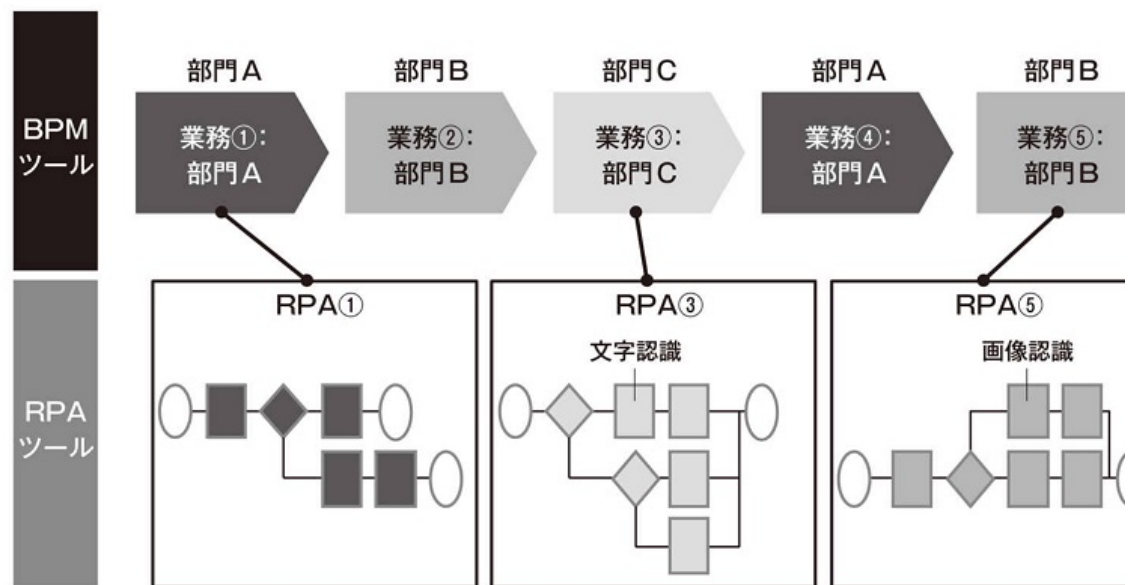 BPM
ツール
部門A
部門B
部門C
部門A
部門B
業務①:
部門A
業務②:
部門B
業務③:
部門C
業務④:
部門A
業務⑤:
部門B
RPA
ツール
RPA①
RPA③
文字認識
RPA⑤
画像認識